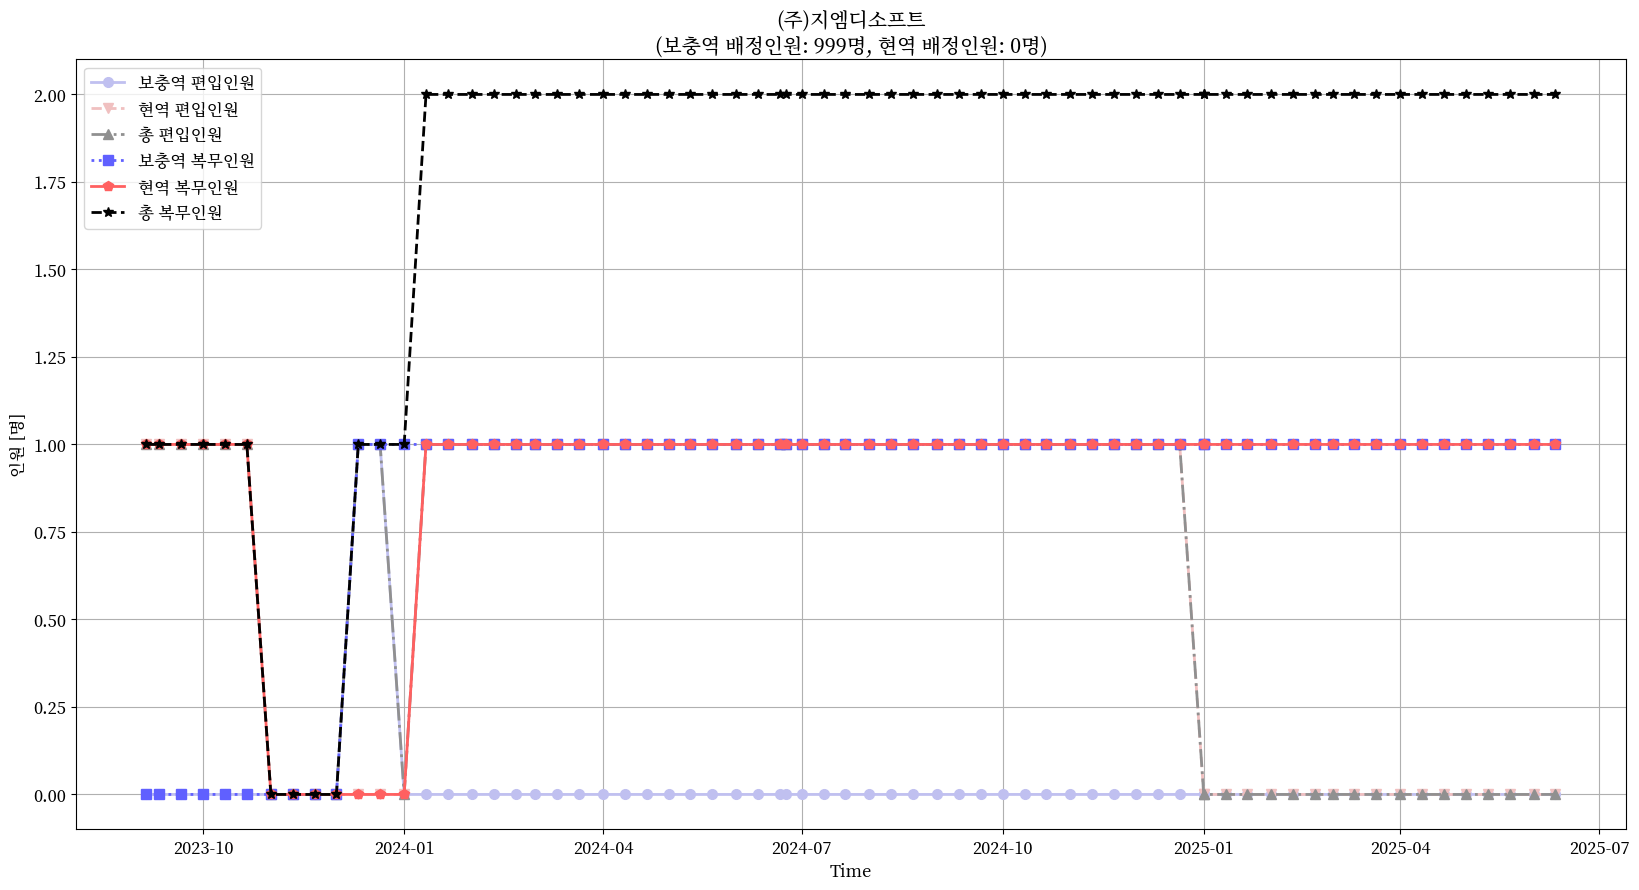 (주)지엠디소프트
(보충역 배정인원: 999명, 현역 배정인원: 0명)
보충역 편입인원
현역 편입인원
총 편입인원
보충역 복무인원
현역 복무인원
총 복무인원
2.00
1.75
1.50
1.25
1.00
0.75
0.50
0.25
0.00
인원 [명]
2023-10
2024-01
2024-04
2024-07
2024-10
2025-01
2025-04
2025-07
Time